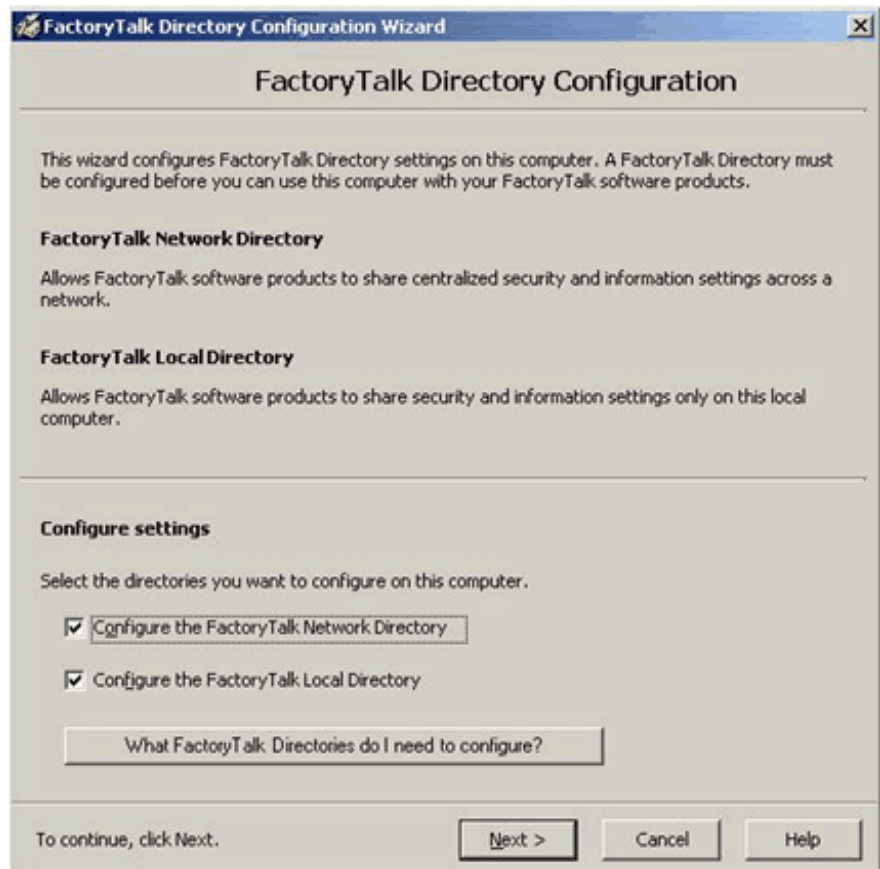 FactoryTalk Directory Configuration Wizard
FactoryTalk Directory Configuration
This wizard configures FactoryTalk Directory settings on this computer. A FactoryTalk Directory must
be configured before you can use this computer with your FactoryTalk software products.
FactoryTalk Network Directory
Allows FactoryTalk software products to share centralized security and information settings across a
network.
FactoryTalk Local Directory
Allows FactoryTalk software products to share security and information settings only on this local
computer.
Configure settings
Select the directories you want to configure on this computer.
Configure the FactoryTalk Network Directory
Configure the FactoryTalk Local Directory
What FactoryTalk Directories do I need to configure?
To continue, click Next.
Next >
Cancel
Help